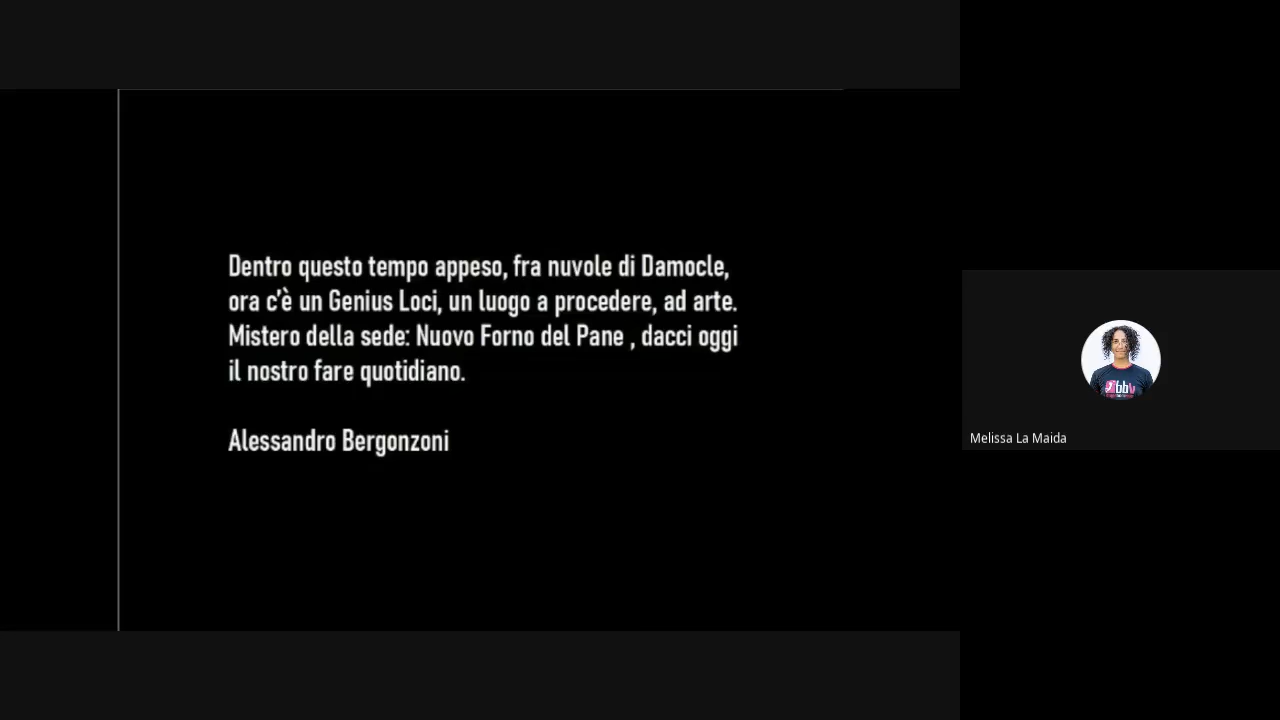 Dentro questo tempo appeso, fra nuvole di Damocle,
ora c'è un Genius Loci, un luogo a procedere, ad arte.
Mistero della sede: Nuovo Forno del Pane , dacci oggi
il nostro fare quotidiano.
Alessandro Bergonzoni
bbv
Melissa La Maida